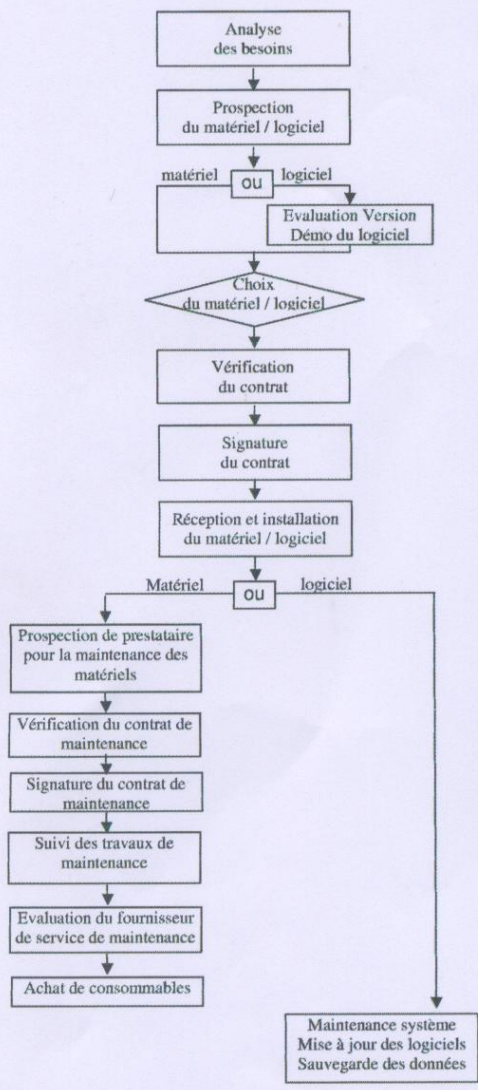 Analyse
des besoins
Prospection
du matériel / logiciel
matériel ou logiciel
Evaluation Version
Démo du logiciel
Choix
du matériel / logiciel
Vérification
du contrat
Signature
du contrat
Réception et installation
du matériel / logiciel
Matériel ou logiciel
Prospection de prestataire
pour la maintenance des
matériels
Vérification du contrat de
maintenance
Signature du contrat de
maintenance
Suivi des travaux de
maintenance
Evaluation du fournisseur
de service de maintenance
Achat de consommables
Maintenance système
Mise à jour des logiciels
Sauvegarde des données